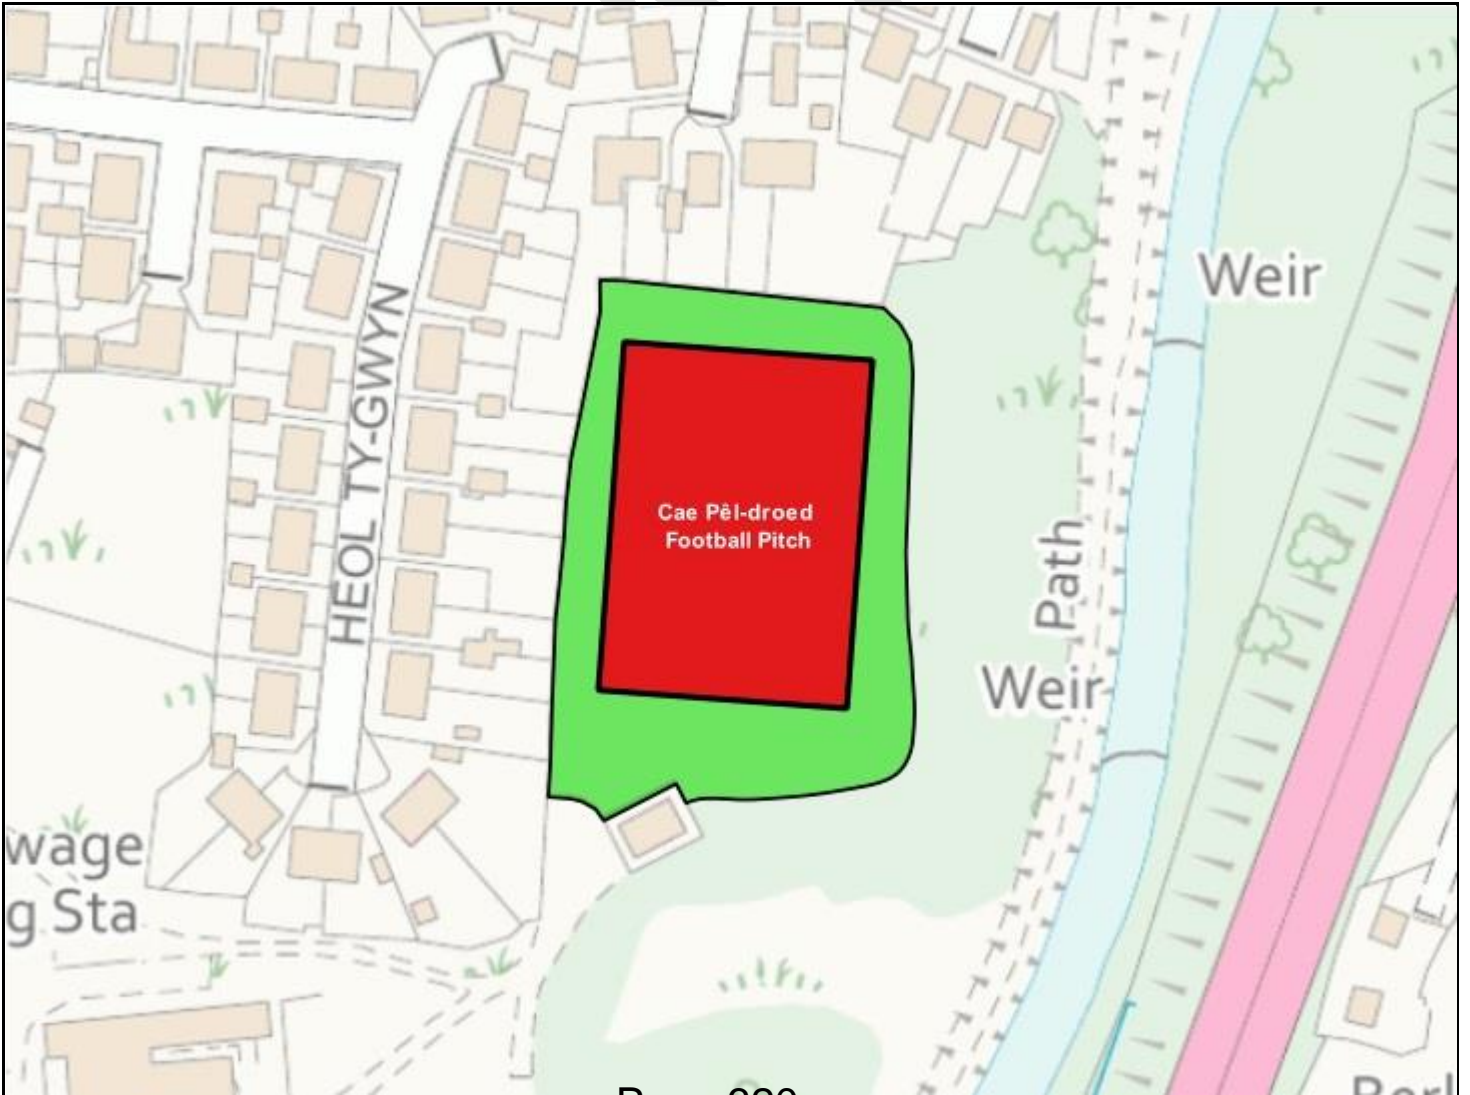 Weir
HEOL TY-GWYN
Cae Pêl-droed
Football Pitch
Path
Weir
wage
g Sta